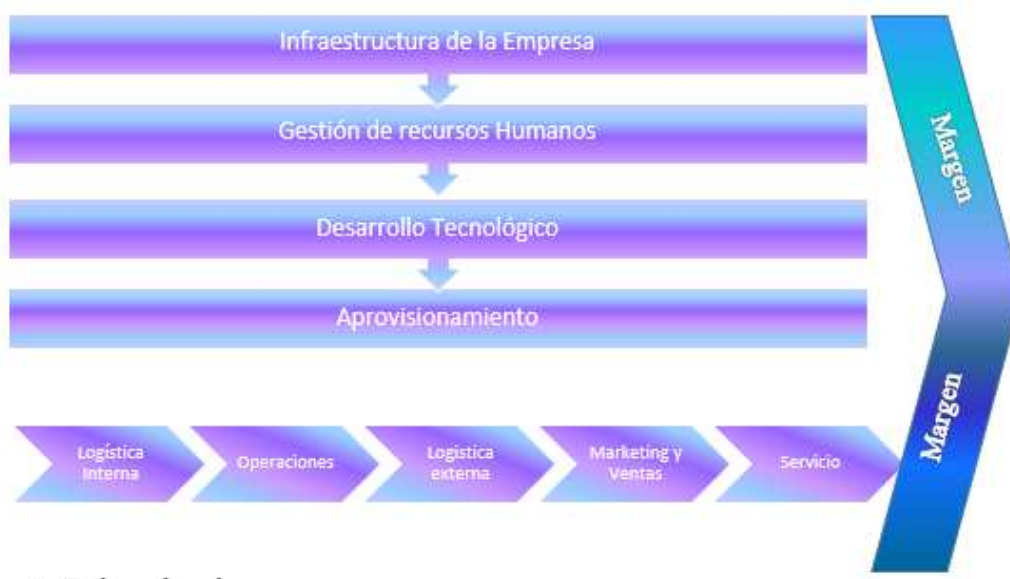 Infraestructura de la Empresa
Gestión de recursos Humanos
Desarrollo Tecnológico
Aprovisionamiento
Margen
Margen
Logística
Interna
Operaciones
Logistica
externa
Marketing y
Ventas
Servicio